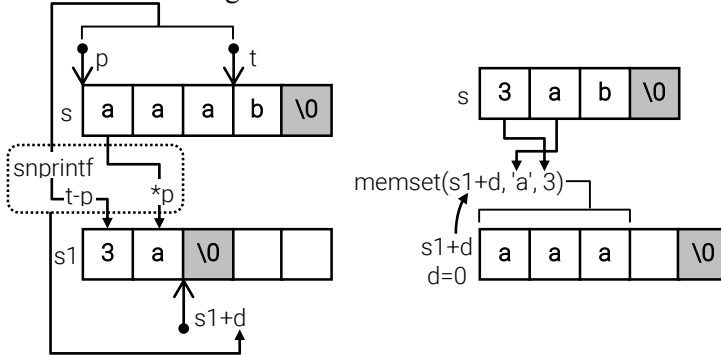 p
t
s a a a b \0
snprintf
t-p *p
s1 3 a \0
s1+d
s 3 a b \0
memset(s1+d, 'a', 3)
s1+d
d=0
a a a \0